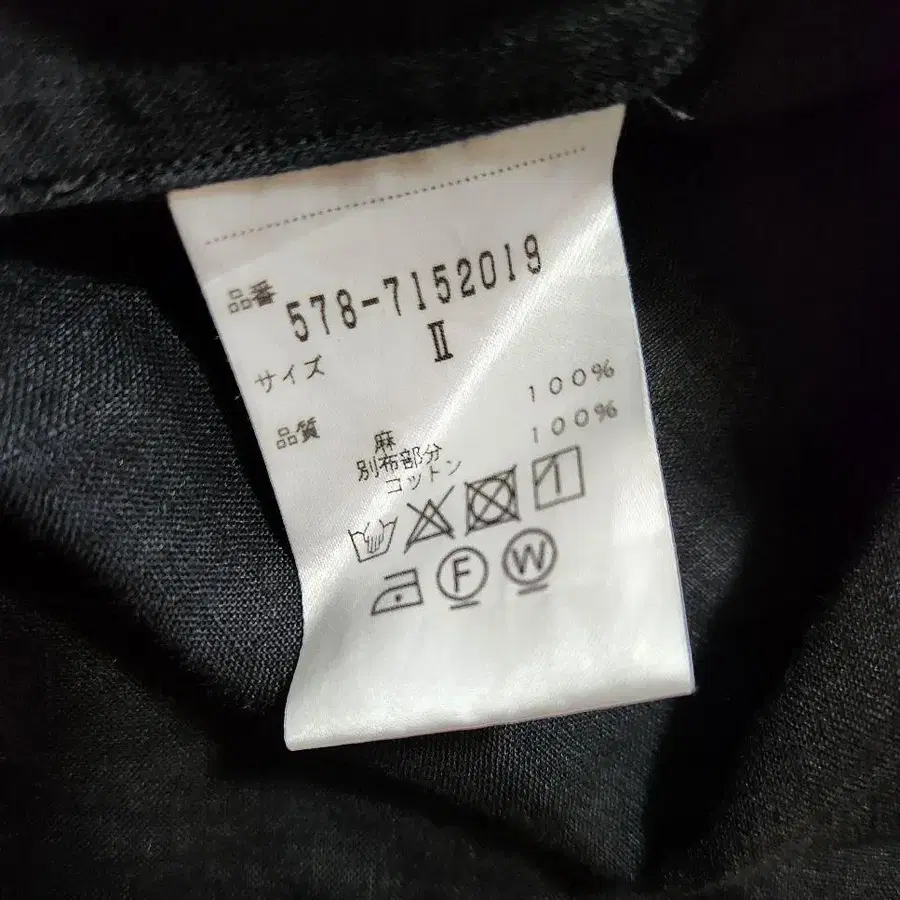 品番 578-7152019
サイズ Ⅱ
品質
麻 100%
別布部分
コットン 100%
F W